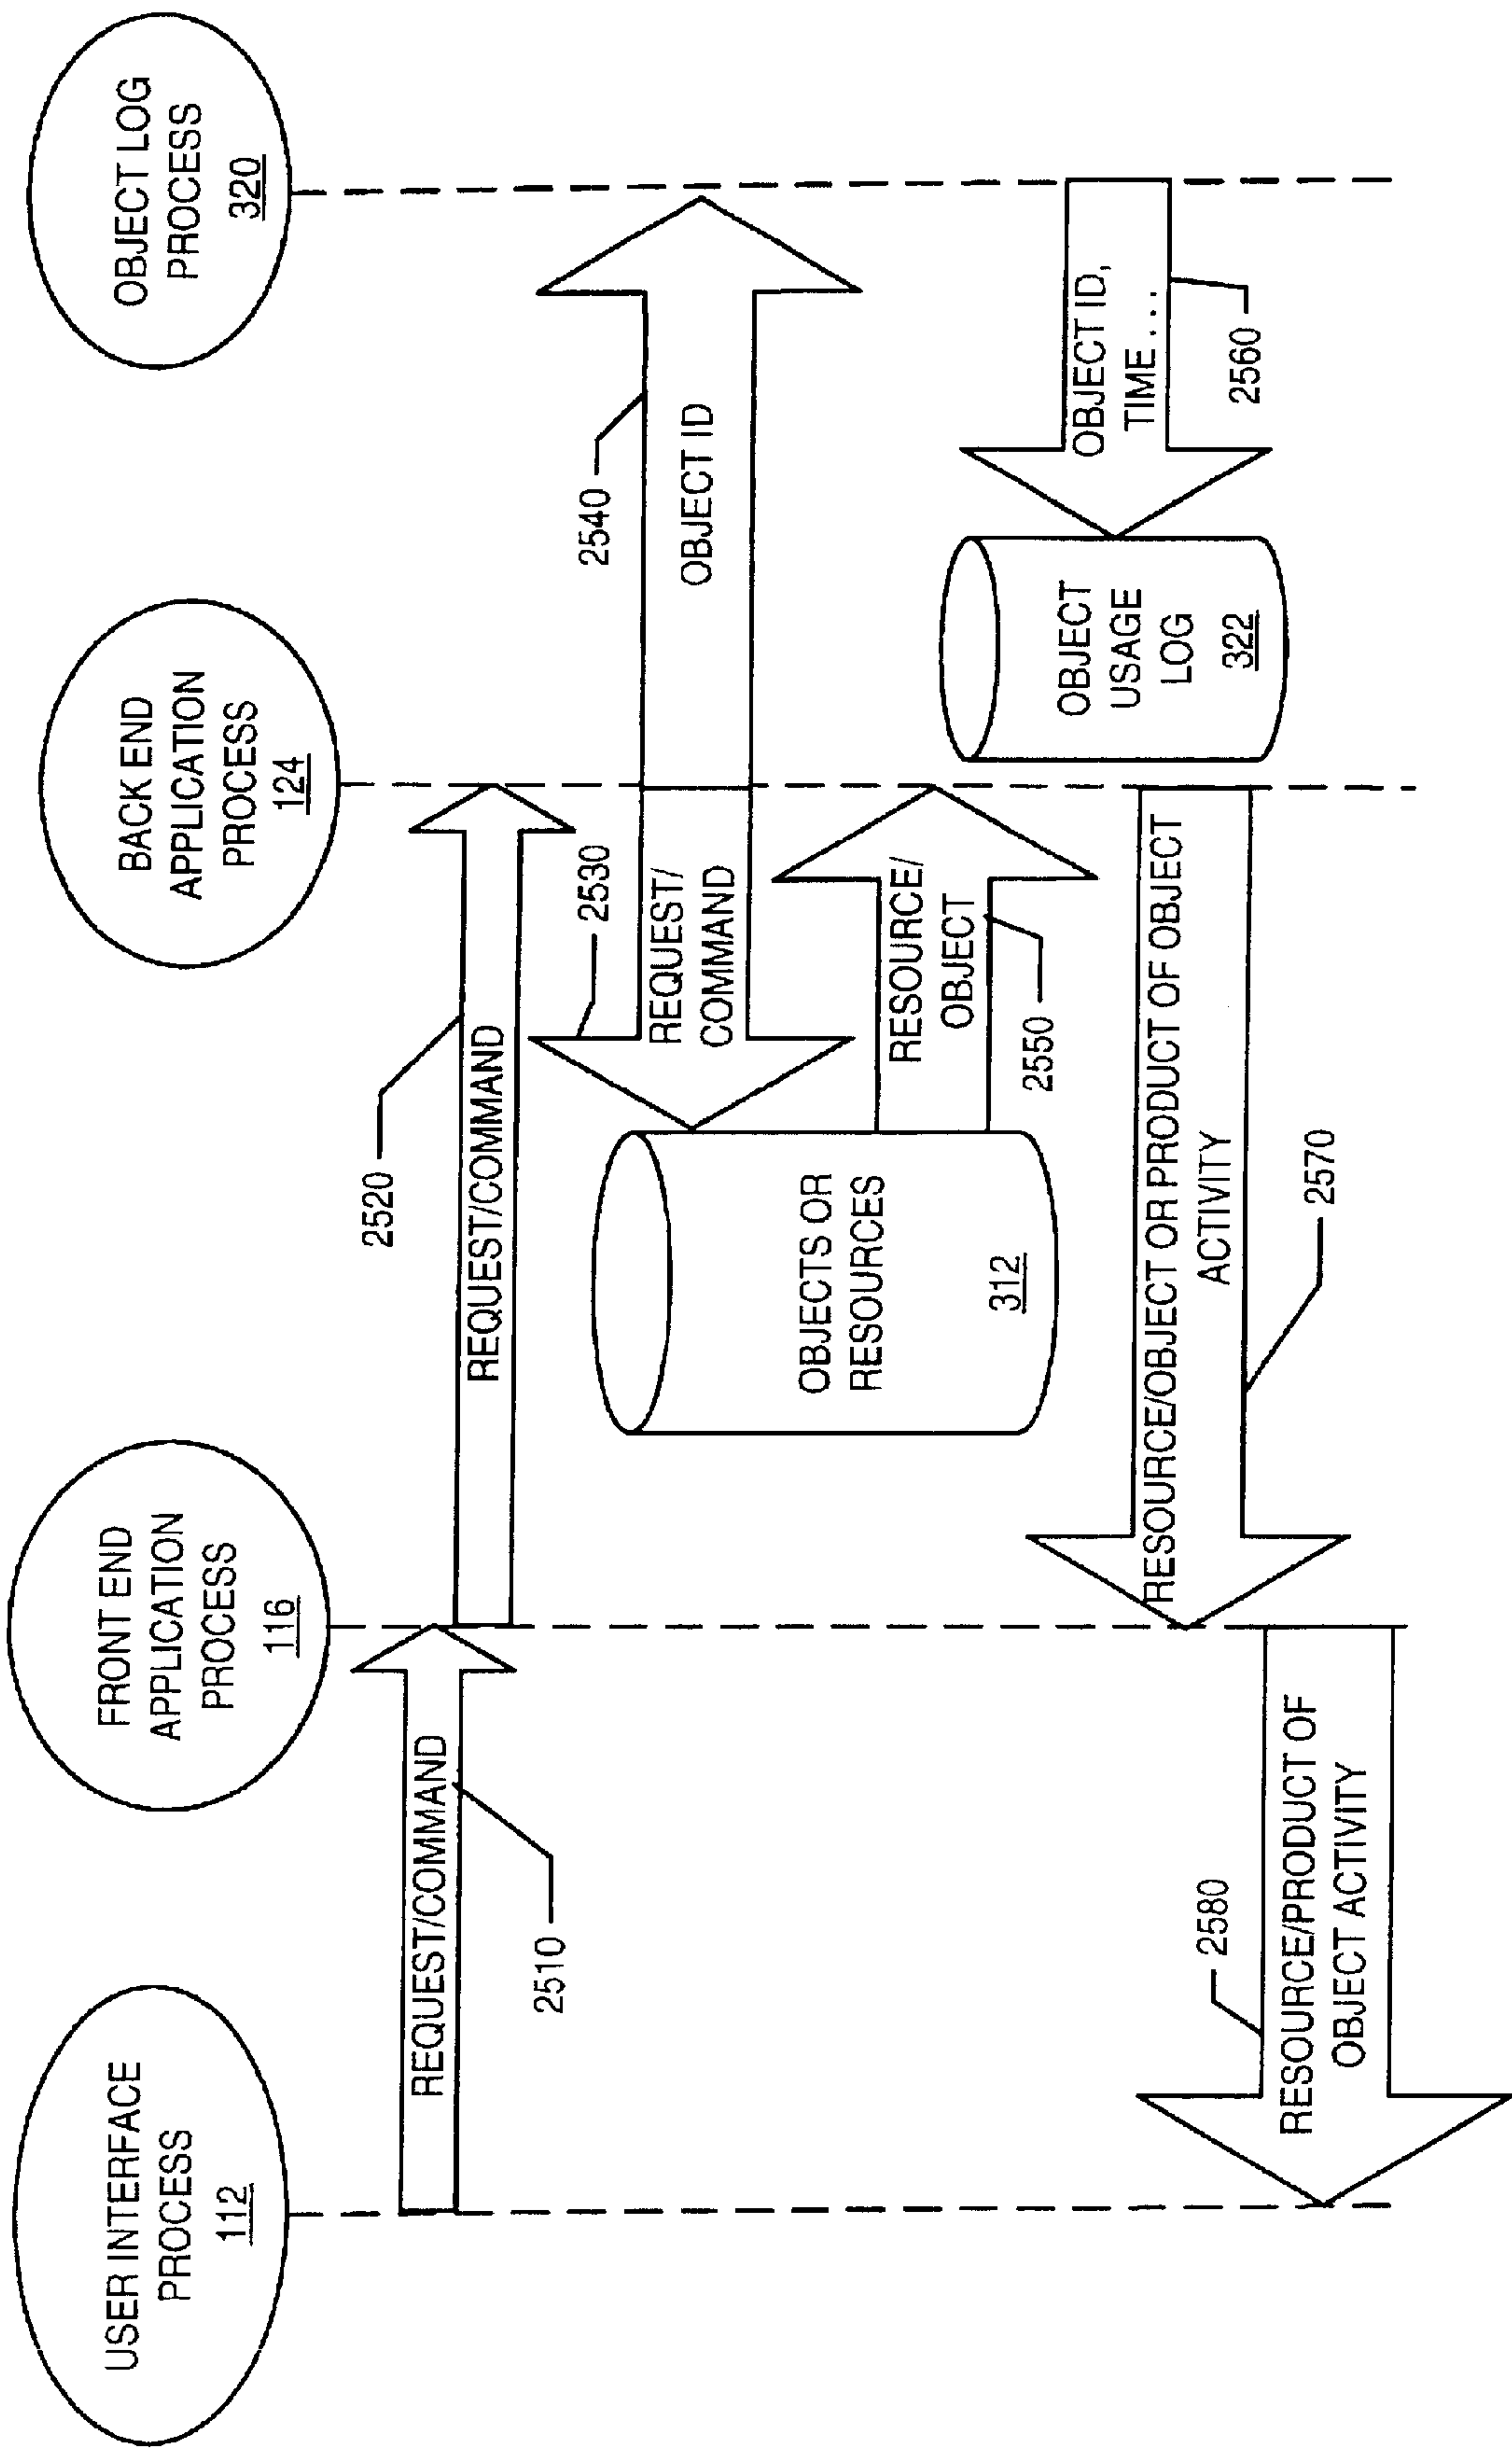 USER INTERFACE
PROCESS
112
FRONT END
APPLICATION
PROCESS
116
BACK END
APPLICATION
PROCESS
124
OBJECT LOG
PROCESS
320
REQUEST/COMMAND
2510
2520
REQUEST/COMMAND
2530
REQUEST/
COMMAND
2540
OBJECT ID
OBJECTS OR
RESOURCES
312
RESOURCE/
OBJECT
2550
OBJECT
USAGE
LOG
322
OBJECT ID,
TIME . . .
2560
RESOURCE/OBJECT OR PRODUCT OF OBJECT
ACTIVITY
2570
2580
RESOURCE/PRODUCT OF
OBJECT ACTIVITY